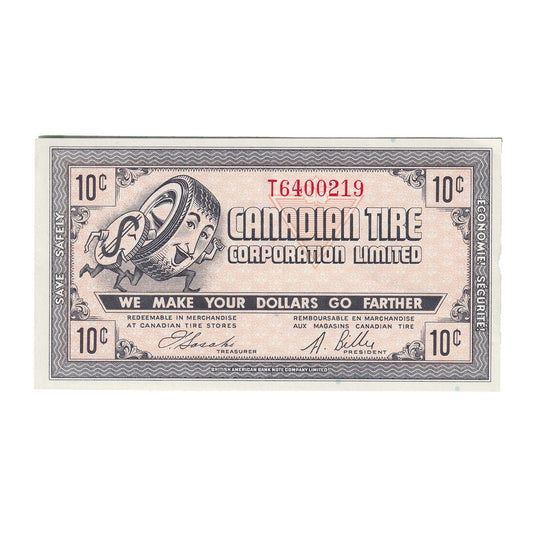 10¢
T6400219
10¢
CANADIAN TIRE
CORPORATION LIMITED
$
SAVE SAFELY
ECONOMIE! SECURITE!
WE MAKE YOUR DOLLARS GO FARTHER
REDEEMABLE IN MERCHANDISE
AT CANADIAN TIRE STORES
REMBOURSABLE EN MARCHANDISE
AUX MAGASINS CANADIAN TIRE
10¢
TREASURER
A. Billes
PRESIDENT
10¢
BRITISH AMERICAN BANK NOTE COMPANY LIMITED